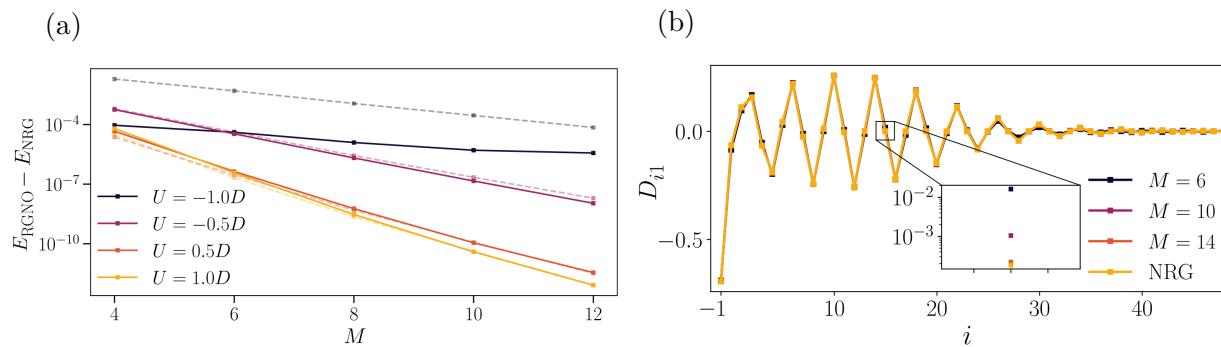 (a)
E_RGNO − E_NRG
10^−4
10^−7
10^−10
U = −1.0D
U = −0.5D
U = 0.5D
U = 1.0D
4 6 8 10 12
M
(b)
D_i1
0.0
−0.5
10^−2
10^−3
M = 6
M = 10
M = 14
NRG
−1 10 20 30 40
i